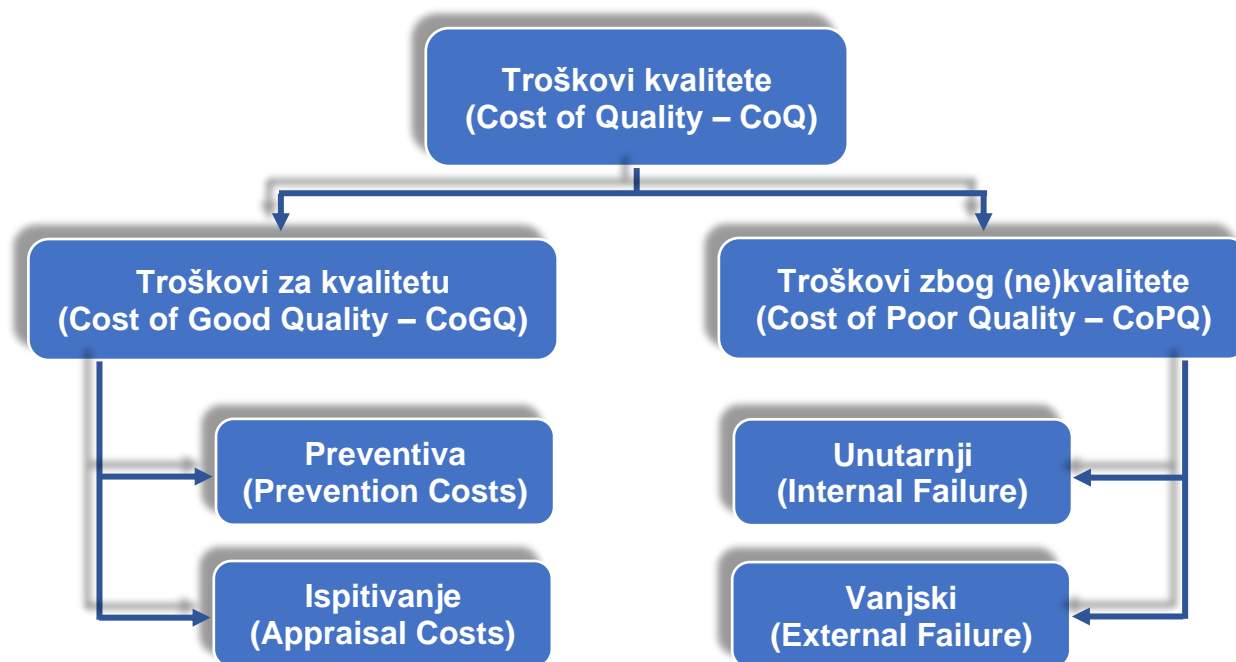 Troškovi kvalitete
(Cost of Quality – CoQ)
Troškovi za kvalitetu
(Cost of Good Quality – CoGQ)
Troškovi zbog (ne)kvalitete
(Cost of Poor Quality – CoPQ)
Preventiva
(Prevention Costs)
Unutarnji
(Internal Failure)
Ispitivanje
(Appraisal Costs)
Vanjski
(External Failure)